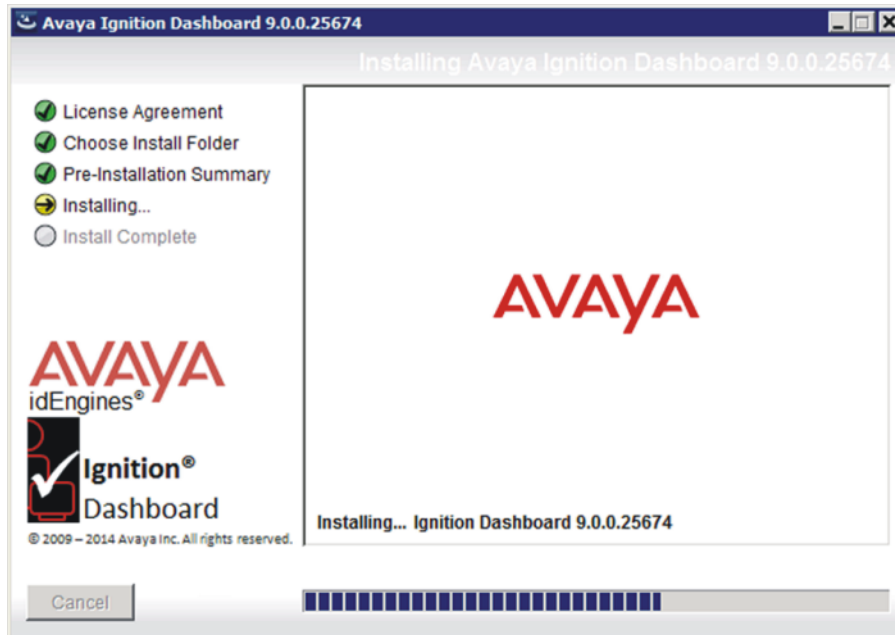 Avaya Ignition Dashboard 9.0.0.25674
Installing Avaya Ignition Dashboard 9.0.0.25674
License Agreement
Choose Install Folder
Pre-Installation Summary
Installing...
Install Complete
AVAYA
AVAYA
idEngines®
Ignition®
Dashboard
© 2009 – 2014 Avaya Inc. All rights reserved.
Installing... Ignition Dashboard 9.0.0.25674
Cancel